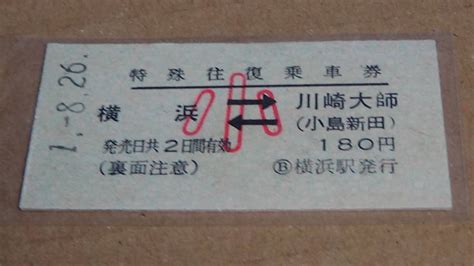 1.-8.26.
特殊往復乗車券
横浜 小 川崎大師
(小島新田)
発売日共2日間有効 180円
(裏面注意) Ⓑ横浜駅発行